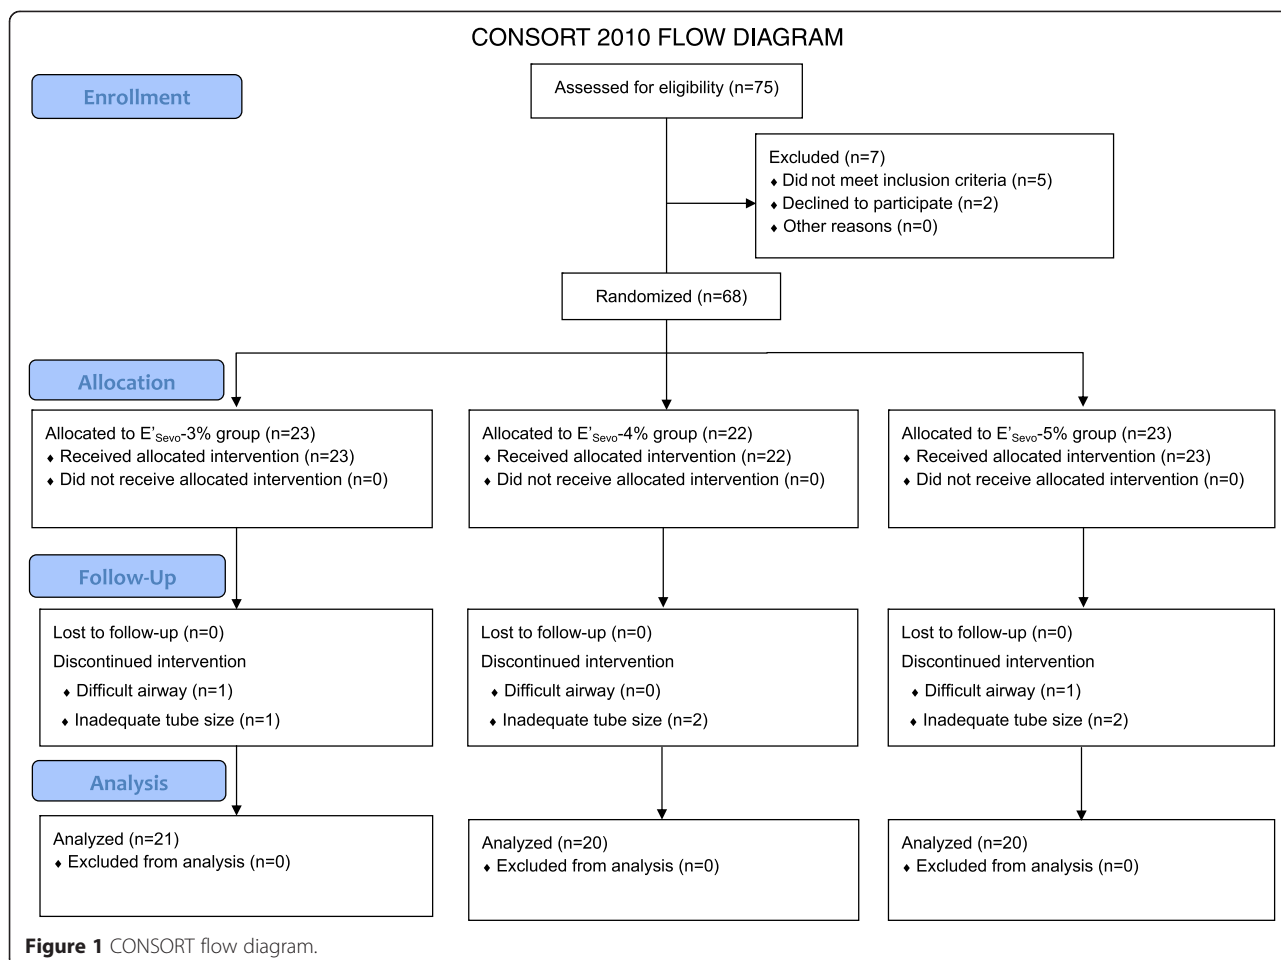 CONSORT 2010 FLOW DIAGRAM
Enrollment
Assessed for eligibility (n=75)
Excluded (n=7)
♦ Did not meet inclusion criteria (n=5)
♦ Declined to participate (n=2)
♦ Other reasons (n=0)
Randomized (n=68)
Allocation
Allocated to E'Sevo-3% group (n=23)
♦ Received allocated intervention (n=23)
♦ Did not receive allocated intervention (n=0)
Allocated to E'Sevo-4% group (n=22)
♦ Received allocated intervention (n=22)
♦ Did not receive allocated intervention (n=0)
Allocated to E'Sevo-5% group (n=23)
♦ Received allocated intervention (n=23)
♦ Did not receive allocated intervention (n=0)
Follow-Up
Lost to follow-up (n=0)
Discontinued intervention
♦ Difficult airway (n=1)
♦ Inadequate tube size (n=1)
Lost to follow-up (n=0)
Discontinued intervention
♦ Difficult airway (n=0)
♦ Inadequate tube size (n=2)
Lost to follow-up (n=0)
Discontinued intervention
♦ Difficult airway (n=1)
♦ Inadequate tube size (n=2)
Analysis
Analyzed (n=21)
♦ Excluded from analysis (n=0)
Analyzed (n=20)
♦ Excluded from analysis (n=0)
Analyzed (n=20)
♦ Excluded from analysis (n=0)
Figure 1 CONSORT flow diagram.